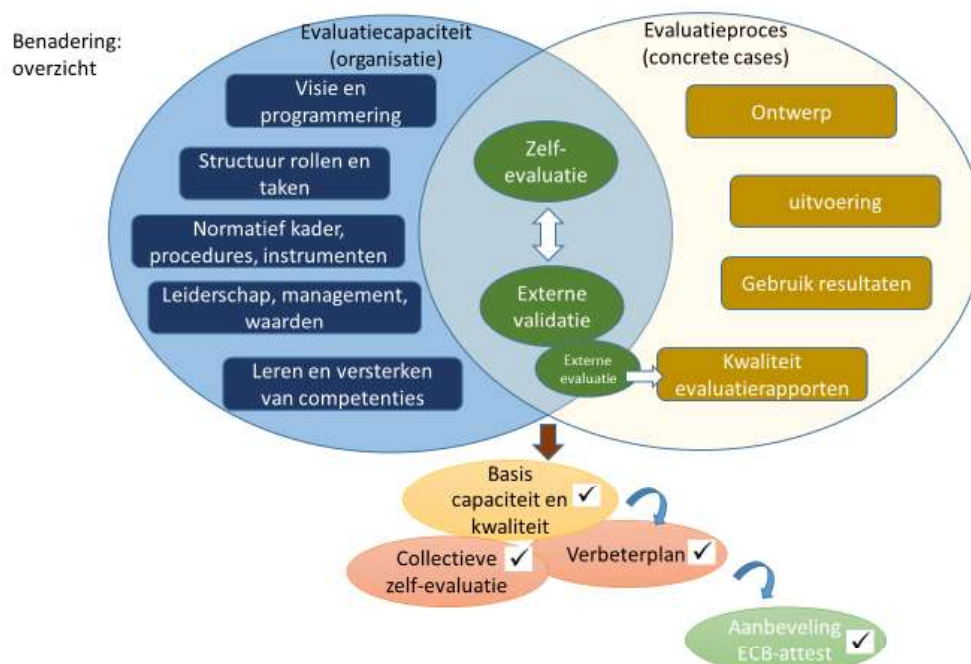 Benadering:
overzicht
Evaluatiecapaciteit
(organisatie)
Visie en
programmering
Structuur rollen en
taken
Normatief kader,
procedures, instrumenten
Leiderschap, management,
waarden
Leren en versterken
van competenties
Zelf-
evaluatie
Externe
validatie
Externe
evaluatie
Evaluatieproces
(concrete cases)
Ontwerp
uitvoering
Gebruik resultaten
Kwaliteit
evaluatierapporten
Basis
capaciteit en
kwaliteit
Collectieve
zelf-evaluatie
Verbeterplan
Aanbeveling
ECB-attest